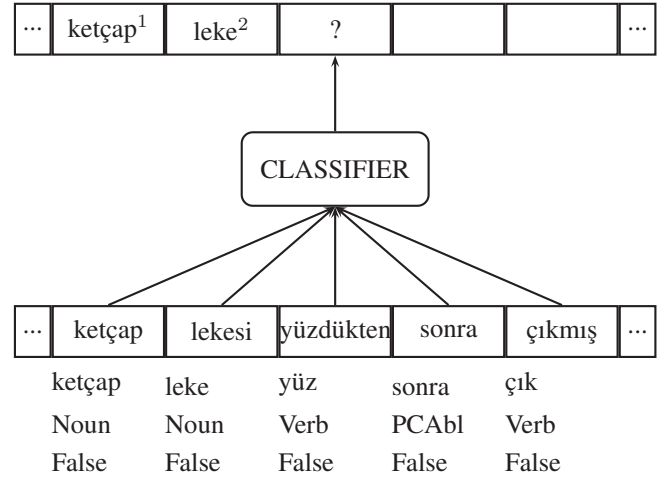 ... ketçap¹ leke² ? ...
CLASSIFIER
... ketçap lekesi yüzdükten sonra çıkmış ...
ketçap leke yüz sonra çık
Noun Noun Verb PCAbl Verb
False False False False False